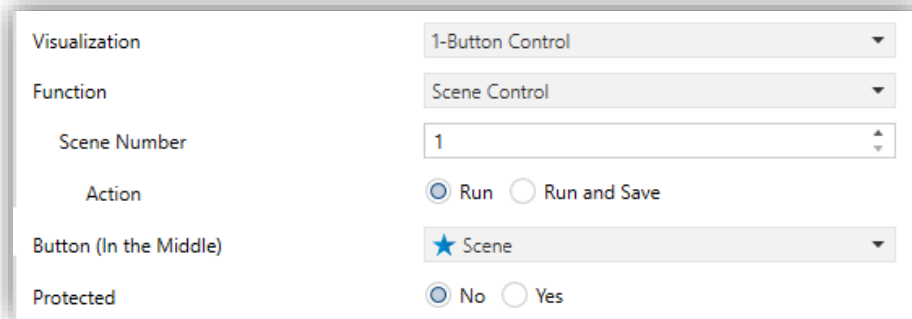 Visualization 1-Button Control
Function Scene Control
Scene Number 1
Action Run Run and Save
Button (In the Middle) Scene
Protected No Yes